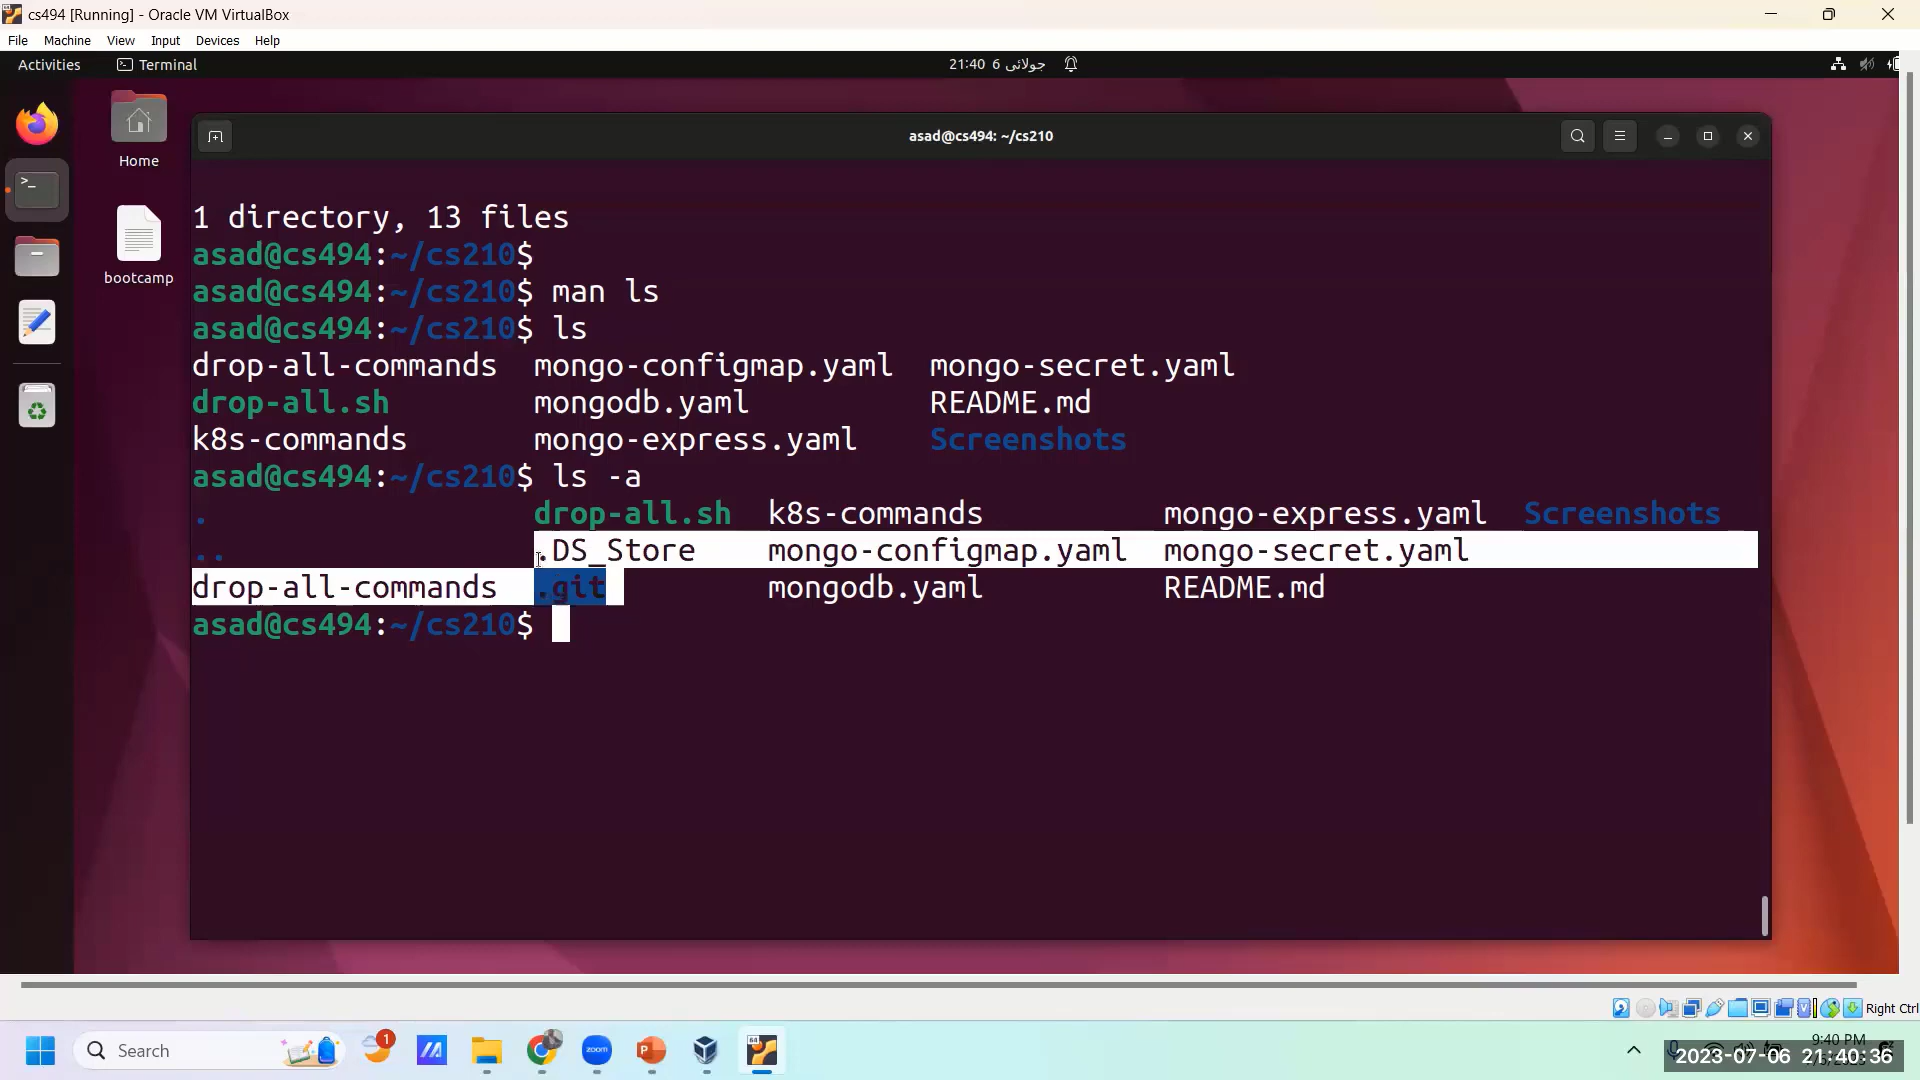 cs494 [Running] - Oracle VM VirtualBox
File Machine View Input Devices Help
Activities Terminal 21:40 6 جولائی
Home
bootcamp
asad@cs494: ~/cs210
1 directory, 13 files
asad@cs494:~/cs210$
asad@cs494:~/cs210$ man ls
asad@cs494:~/cs210$ ls
drop-all-commands mongo-configmap.yaml mongo-secret.yaml
drop-all.sh mongodb.yaml README.md
k8s-commands mongo-express.yaml Screenshots
asad@cs494:~/cs210$ ls -a
. drop-all.sh k8s-commands mongo-express.yaml Screenshots
.. .DS_Store mongo-configmap.yaml mongo-secret.yaml
drop-all-commands .git mongodb.yaml README.md
asad@cs494:~/cs210$
Right Ctrl
Search
1
zoom
9:40 PM
2023-07-06 21:40:36